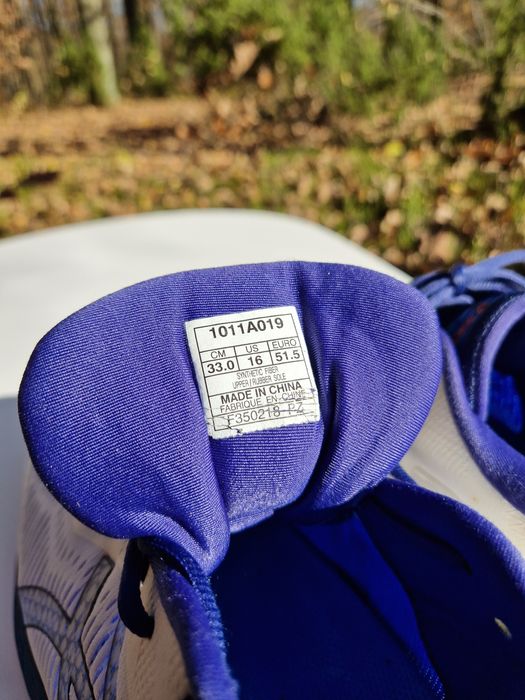 1011A019
CM US EURO
33.0 16 51.5
SYNTHETIC FIBER
UPPER / RUBBER SOLE
MADE IN CHINA
FABRIQUE EN CHINE
F350218-PZ